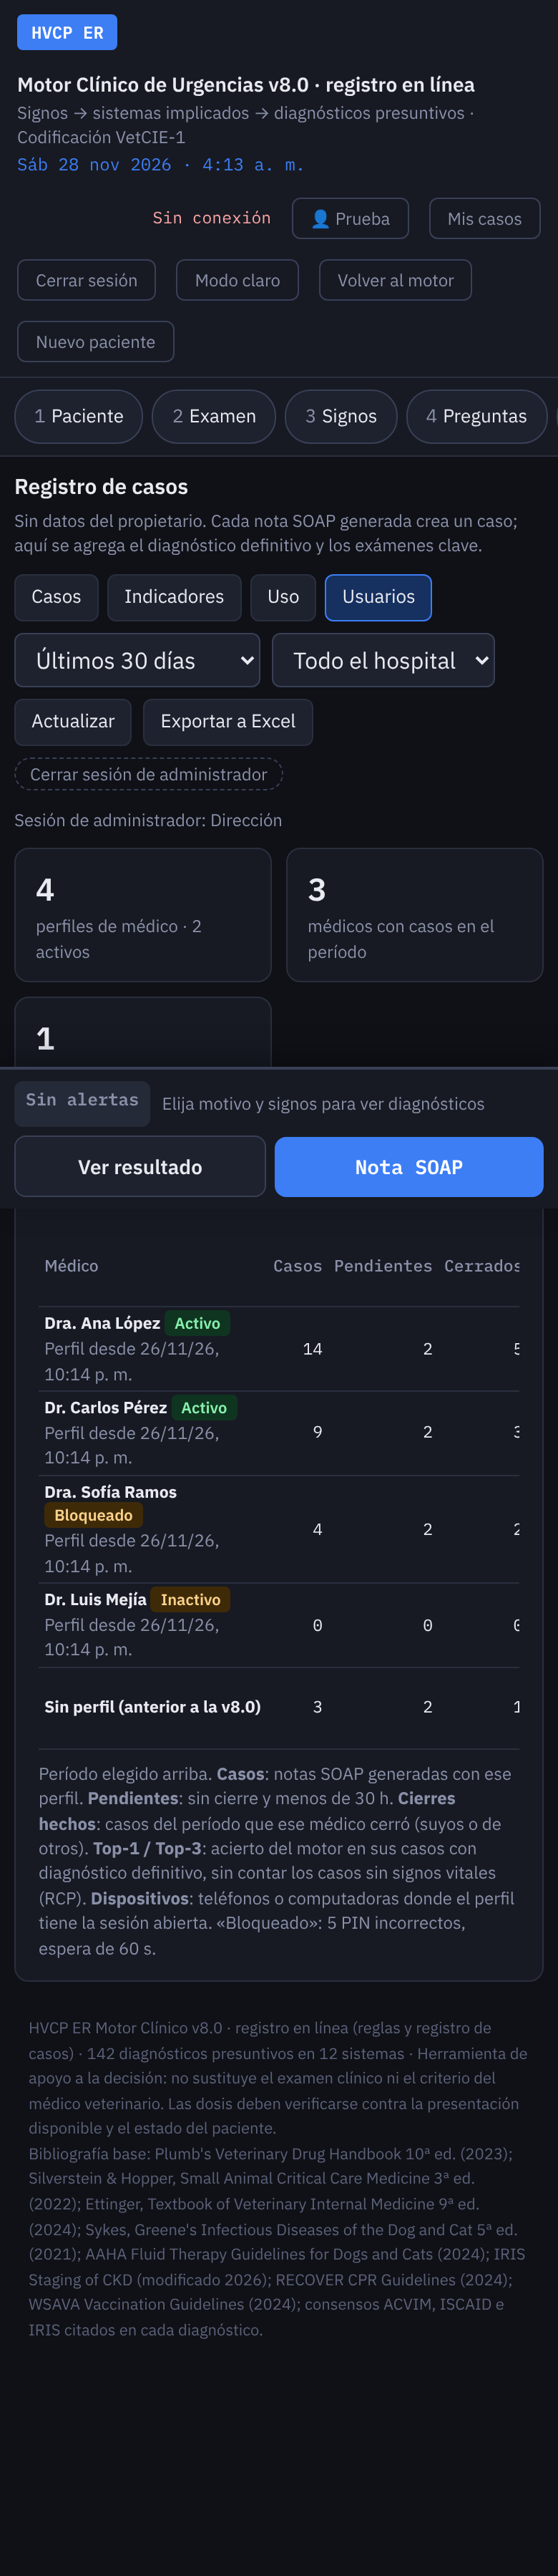 HVCP ER
Motor Clínico de Urgencias v8.0 · registro en línea
Signos → sistemas implicados → diagnósticos presuntivos ·
Codificación VetCIE-1
Sáb 28 nov 2026 · 4:13 a. m.
Sin conexión
👤 Prueba
Mis casos
Cerrar sesión
Modo claro
Volver al motor
Nuevo paciente
1 Paciente
2 Examen
3 Signos
4 Preguntas
Registro de casos
Sin datos del propietario. Cada nota SOAP generada crea un caso;
aquí se agrega el diagnóstico definitivo y los exámenes clave.
Casos
Indicadores
Uso
Usuarios
Últimos 30 días
Todo el hospital
Actualizar
Exportar a Excel
Cerrar sesión de administrador
Sesión de administrador: Dirección
4
perfiles de médico · 2
activos
3
médicos con casos en el
período
1
Sin alertas
Elija motivo y signos para ver diagnósticos
Ver resultado
Nota SOAP
Médico Casos Pendientes Cerrados
Dra. Ana López Activo
Perfil desde 26/11/26,
10:14 p. m.
14 2 5
Dr. Carlos Pérez Activo
Perfil desde 26/11/26,
10:14 p. m.
9 2 3
Dra. Sofía Ramos
Bloqueado
Perfil desde 26/11/26,
10:14 p. m.
4 2 2
Dr. Luis Mejía Inactivo
Perfil desde 26/11/26,
10:14 p. m.
0 0 0
Sin perfil (anterior a la v8.0) 3 2 1
Período elegido arriba. Casos: notas SOAP generadas con ese
perfil. Pendientes: sin cierre y menos de 30 h. Cierres
hechos: casos del período que ese médico cerró (suyos o de
otros). Top-1 / Top-3: acierto del motor en sus casos con
diagnóstico definitivo, sin contar los casos sin signos vitales
(RCP). Dispositivos: teléfonos o computadoras donde el perfil
tiene la sesión abierta. «Bloqueado»: 5 PIN incorrectos,
espera de 60 s.
HVCP ER Motor Clínico v8.0 · registro en línea (reglas y registro de
casos) · 142 diagnósticos presuntivos en 12 sistemas · Herramienta de
apoyo a la decisión: no sustituye el examen clínico ni el criterio del
médico veterinario. Las dosis deben verificarse contra la presentación
disponible y el estado del paciente.
Bibliografía base: Plumb's Veterinary Drug Handbook 10ª ed. (2023);
Silverstein & Hopper, Small Animal Critical Care Medicine 3ª ed.
(2022); Ettinger, Textbook of Veterinary Internal Medicine 9ª ed.
(2024); Sykes, Greene's Infectious Diseases of the Dog and Cat 5ª ed.
(2021); AAHA Fluid Therapy Guidelines for Dogs and Cats (2024); IRIS
Staging of CKD (modificado 2026); RECOVER CPR Guidelines (2024);
WSAVA Vaccination Guidelines (2024); consensos ACVIM, ISCAID e
IRIS citados en cada diagnóstico.